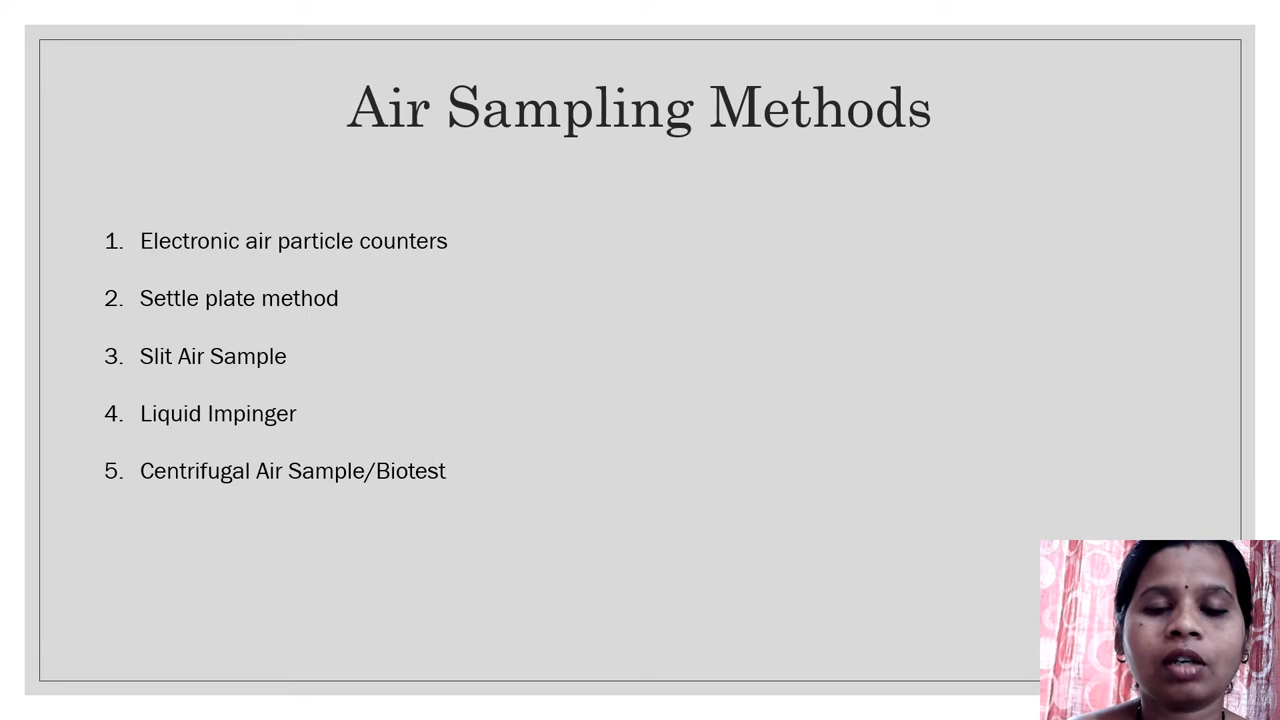 Air Sampling Methods
1. Electronic air particle counters
2. Settle plate method
3. Slit Air Sample
4. Liquid Impinger
5. Centrifugal Air Sample/Biotest